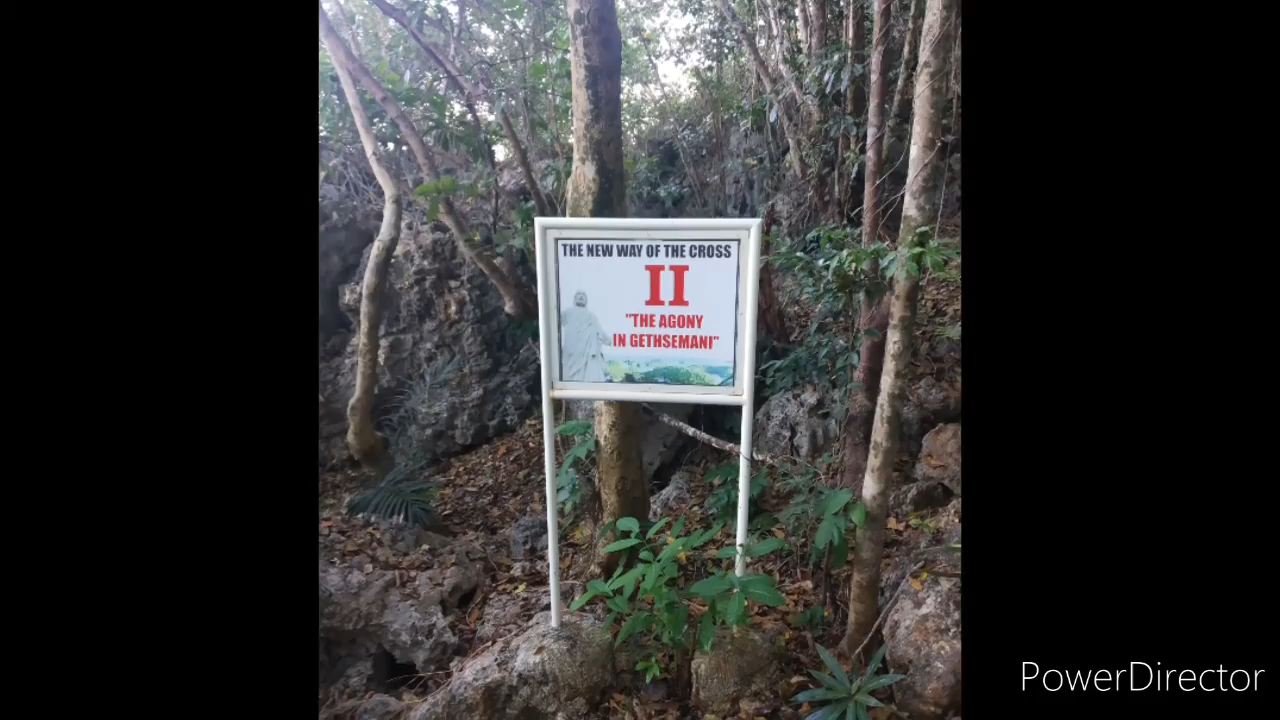 THE NEW WAY OF THE CROSS
II
"THE AGONY
IN GETHSEMANI"
PowerDirector